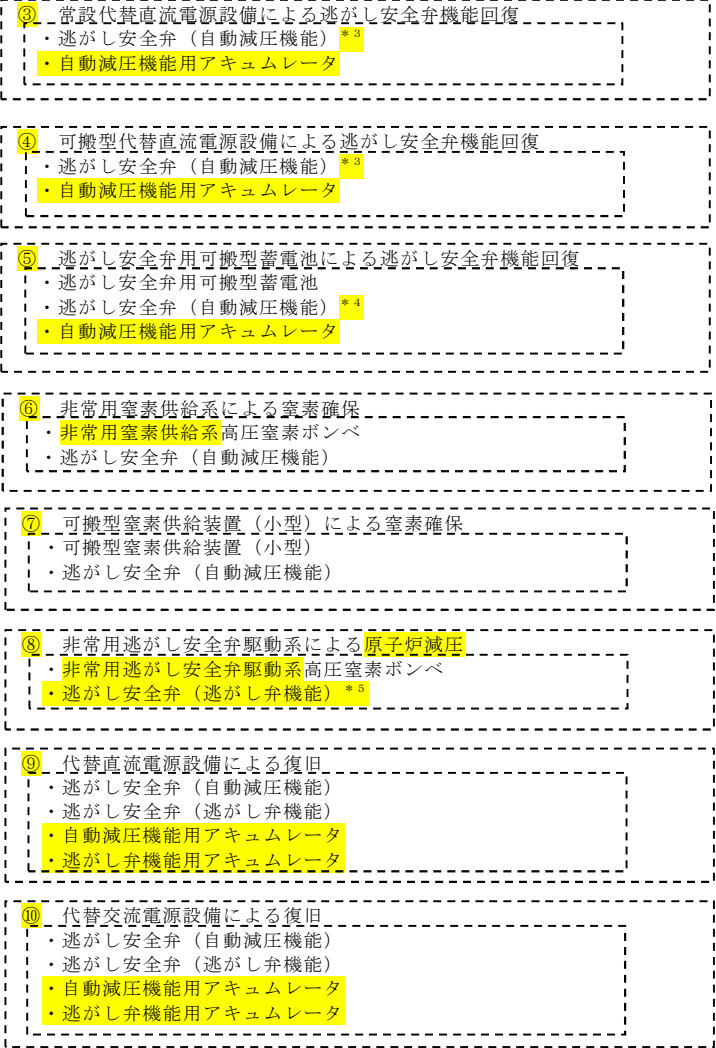 ③ 常設代替直流電源設備による逃がし安全弁機能回復
・逃がし安全弁(自動減圧機能)＊３
・自動減圧機能用アキュムレータ
④ 可搬型代替直流電源設備による逃がし安全弁機能回復
・逃がし安全弁(自動減圧機能)＊３
・自動減圧機能用アキュムレータ
⑤ 逃がし安全弁用可搬型蓄電池による逃がし安全弁機能回復
・逃がし安全弁用可搬型蓄電池
・逃がし安全弁(自動減圧機能)＊４
・自動減圧機能用アキュムレータ
⑥ 非常用窒素供給系による窒素確保
・非常用窒素供給系高圧窒素ボンベ
・逃がし安全弁(自動減圧機能)
⑦ 可搬型窒素供給装置(小型)による窒素確保
・可搬型窒素供給装置(小型)
・逃がし安全弁(自動減圧機能)
⑧ 非常用逃がし安全弁駆動系による原子炉減圧
・非常用逃がし安全弁駆動系高圧窒素ボンベ
・逃がし安全弁(逃がし弁機能)＊５
⑨ 代替直流電源設備による復旧
・逃がし安全弁(自動減圧機能)
・逃がし安全弁(逃がし弁機能)
・自動減圧機能用アキュムレータ
・逃がし弁機能用アキュムレータ
⑩ 代替交流電源設備による復旧
・逃がし安全弁(自動減圧機能)
・逃がし安全弁(逃がし弁機能)
・自動減圧機能用アキュムレータ
・逃がし弁機能用アキュムレータ